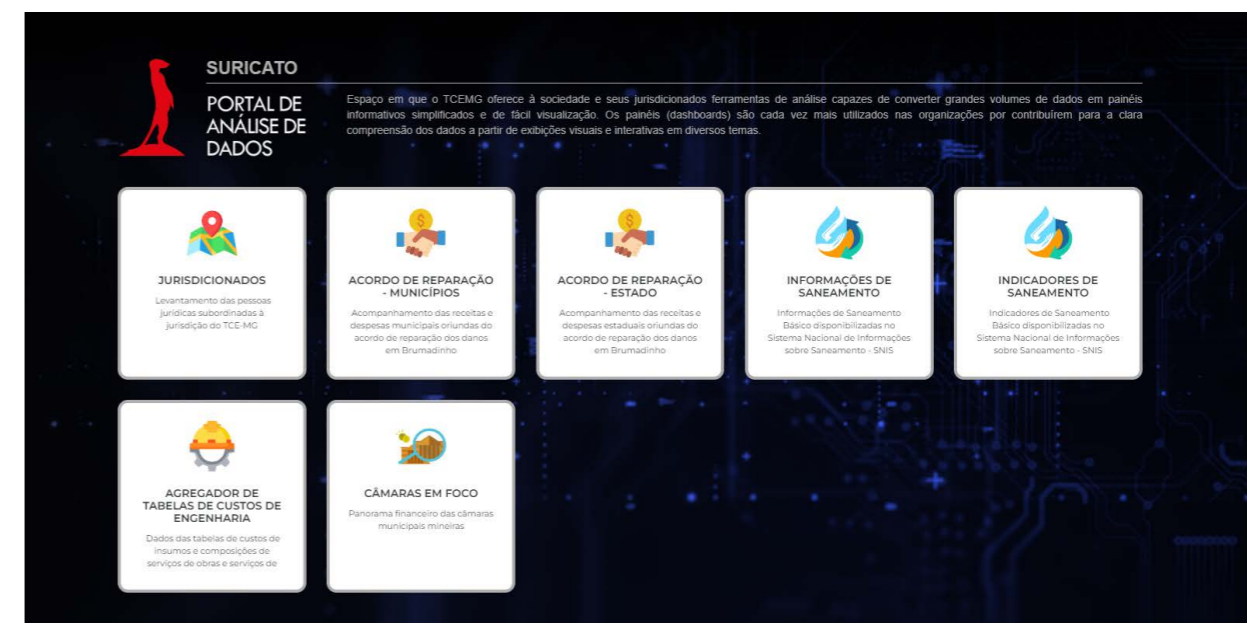 SURICATO
PORTAL DE
ANÁLISE DE
DADOS
Espaço em que o TCEMG oferece à sociedade e seus jurisdicionados ferramentas de análise capazes de converter grandes volumes de dados em painéis
informativos simplificados e de fácil visualização. Os painéis (dashboards) são cada vez mais utilizados nas organizações por contribuírem para a clara
compreensão dos dados a partir de exibições visuais e interativas em diversos temas.
JURISDICIONADOS
Levantamento das pessoas
jurídicas subordinadas à
jurisdição do TCE-MG
ACORDO DE REPARAÇÃO
- MUNICÍPIOS
Acompanhamento das receitas e
despesas municipais oriundas do
acordo de reparação dos danos
em Brumadinho
ACORDO DE REPARAÇÃO
- ESTADO
Acompanhamento das receitas e
despesas estaduais oriundas do
acordo de reparação dos danos
em Brumadinho
INFORMAÇÕES DE
SANEAMENTO
Informações de Saneamento
Básico disponibilizadas no
Sistema Nacional de Informações
sobre Saneamento - SNIS
INDICADORES DE
SANEAMENTO
Indicadores de Saneamento
Básico disponibilizadas no
Sistema Nacional de Informações
sobre Saneamento - SNIS
AGREGADOR DE
TABELAS DE CUSTOS DE
ENGENHARIA
Dados das tabelas de custos de
insumos e composições de
serviços de obras e serviços de
CÂMARAS EM FOCO
Panorama financeiro das câmaras
municipais mineiras